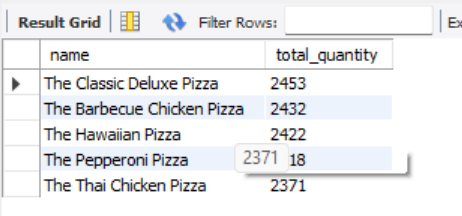 Result Grid Filter Rows: Ex
name total_quantity
The Classic Deluxe Pizza 2453
The Barbecue Chicken Pizza 2432
The Hawaiian Pizza 2422
The Pepperoni Pizza 2371 18
The Thai Chicken Pizza 2371